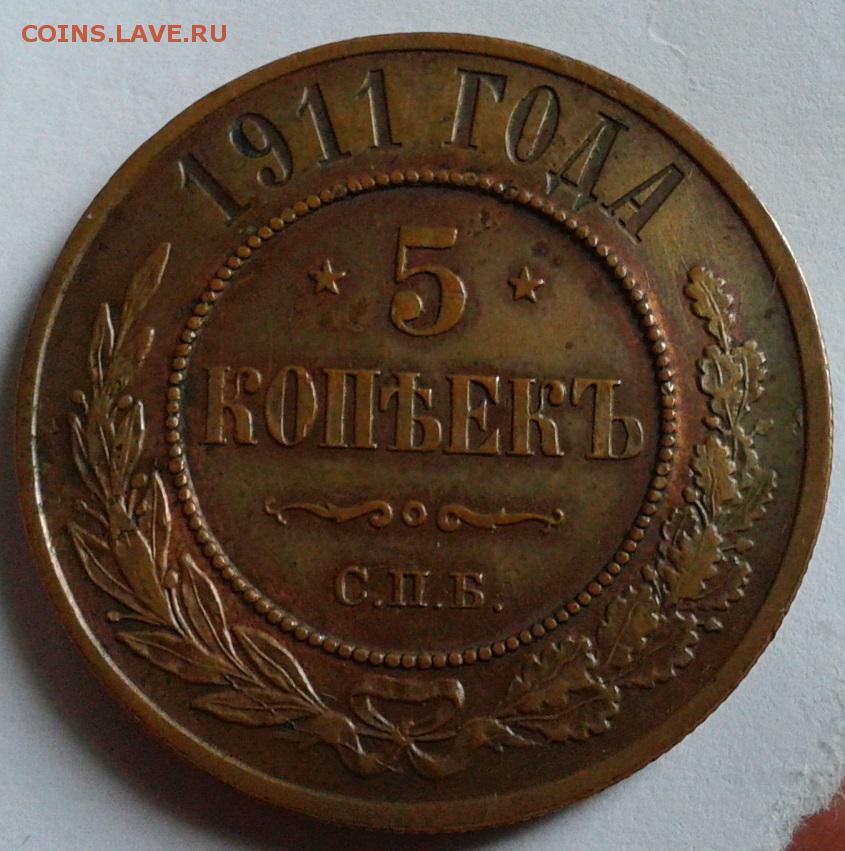 COINS.LAVE.RU
1911 ГОДА
5
КОПѢЕКЪ
С.П.Б.